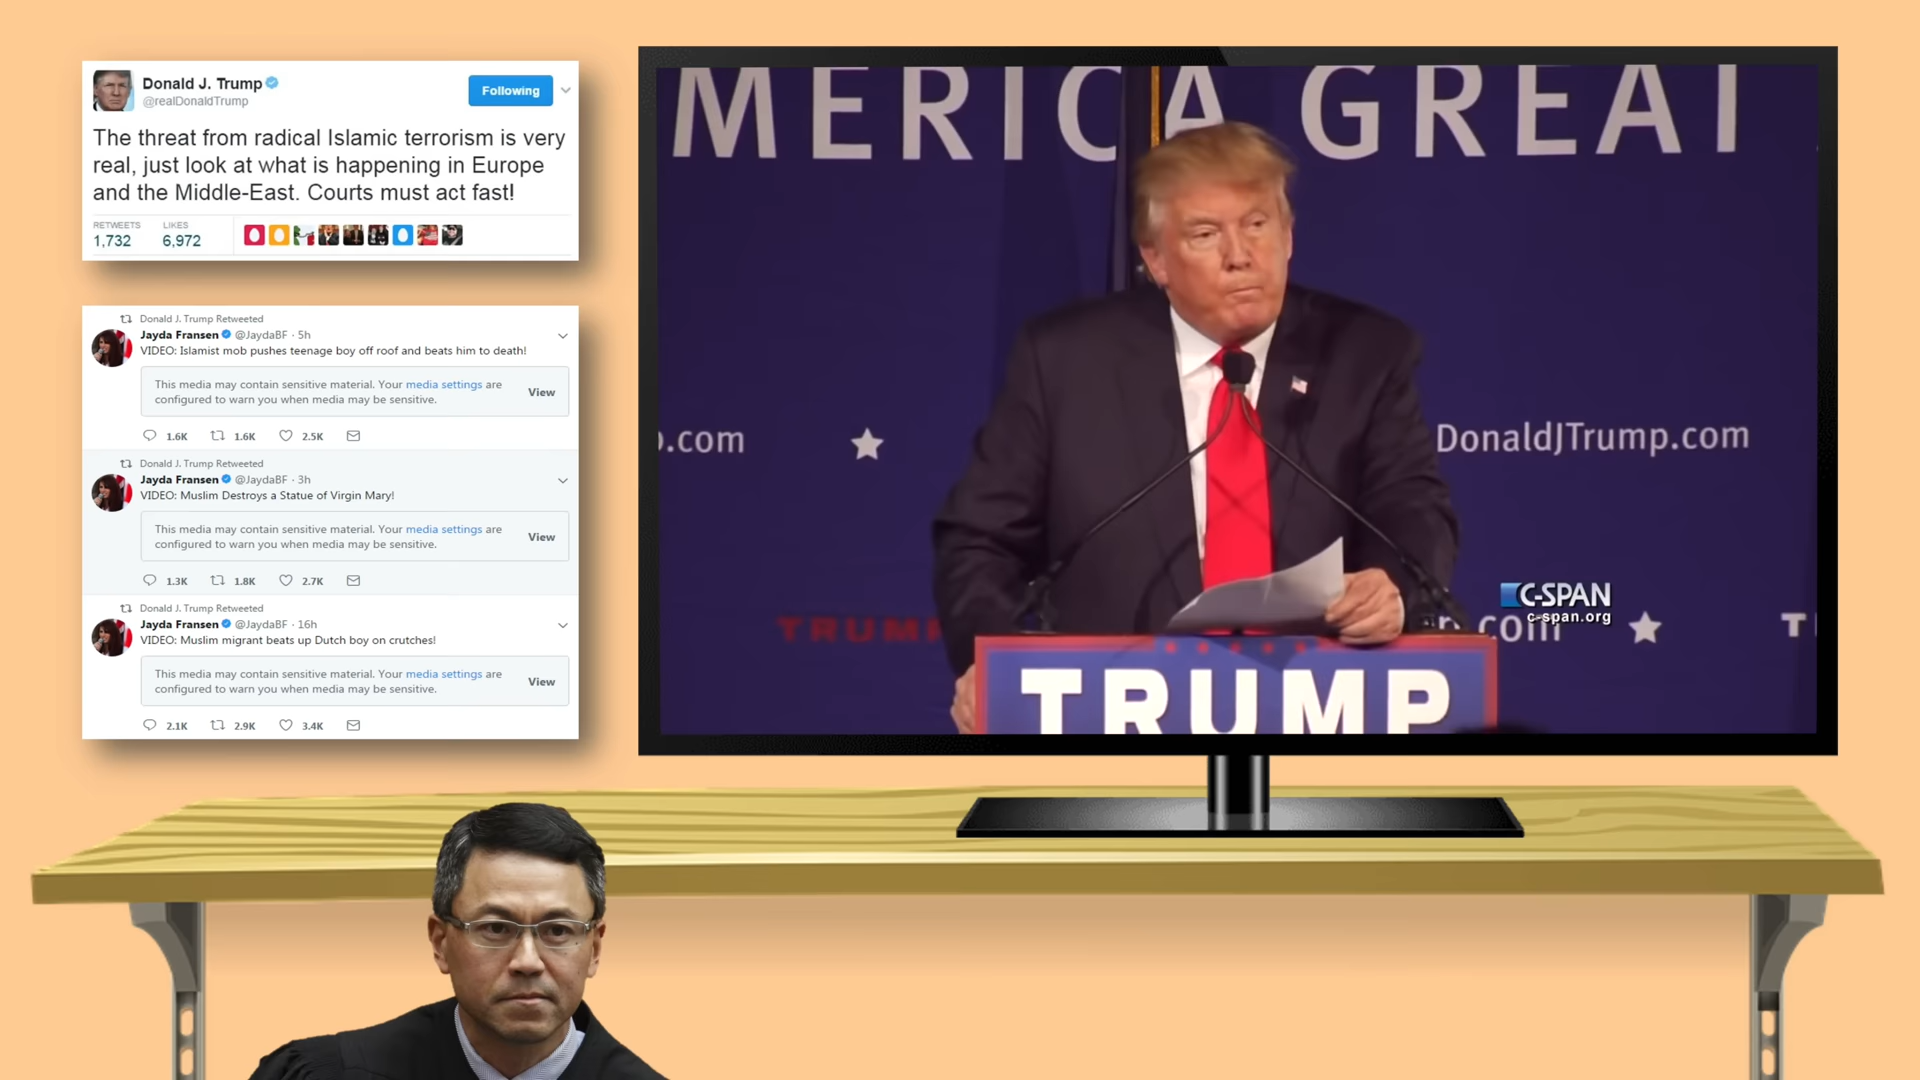 Donald J. Trump
@realDonaldTrump
Following
The threat from radical Islamic terrorism is very
real, just look at what is happening in Europe
and the Middle-East. Courts must act fast!
RETWEETS LIKES
1,732 6,972
Donald J. Trump Retweeted
Jayda Fransen @JaydaBF · 5h
VIDEO: Islamist mob pushes teenage boy off roof and beats him to death!
This media may contain sensitive material. Your media settings are
configured to warn you when media may be sensitive.
View
1.6K 1.6K 2.5K
Donald J. Trump Retweeted
Jayda Fransen @JaydaBF · 3h
VIDEO: Muslim Destroys a Statue of Virgin Mary!
This media may contain sensitive material. Your media settings are
configured to warn you when media may be sensitive.
View
1.3K 1.8K 2.7K
Donald J. Trump Retweeted
Jayda Fransen @JaydaBF · 16h
VIDEO: Muslim migrant beats up Dutch boy on crutches!
This media may contain sensitive material. Your media settings are
configured to warn you when media may be sensitive.
View
2.1K 2.9K 3.4K
MERICA GREAT
.com
DonaldJTrump.com
C-SPAN
c-span.org
TRUM
p.com
T
TRUMP